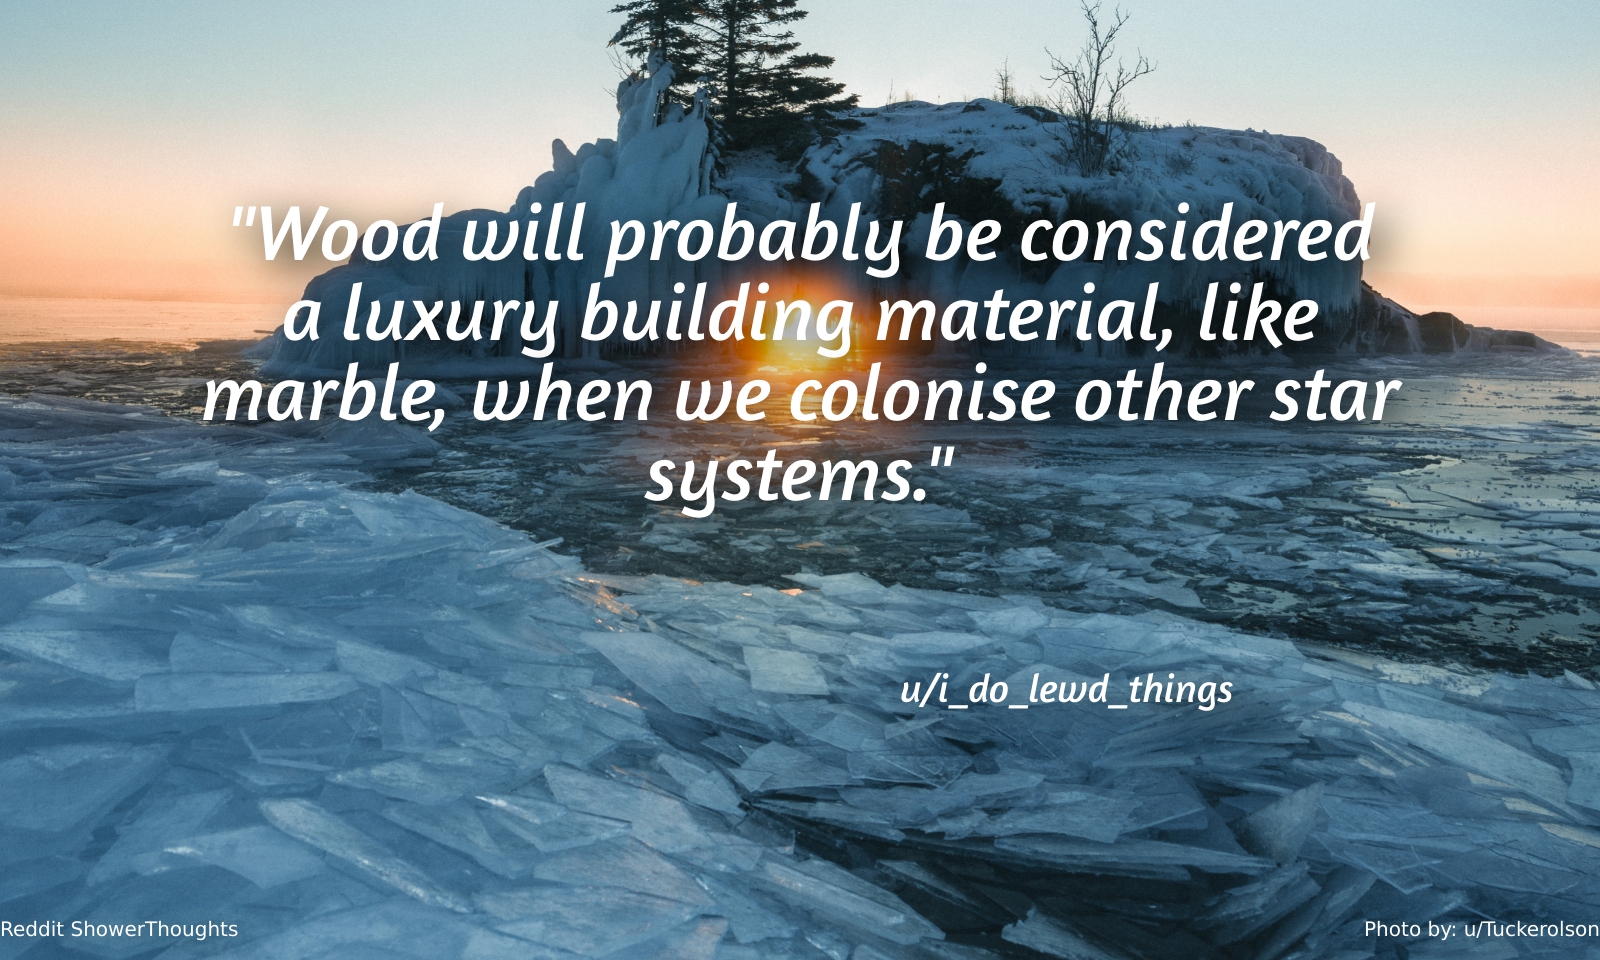 "Wood will probably be considered
a luxury building material, like
marble, when we colonise other star
systems."
u/i_do_lewd_things
Reddit ShowerThoughts
Photo by: u/Tuckerolson